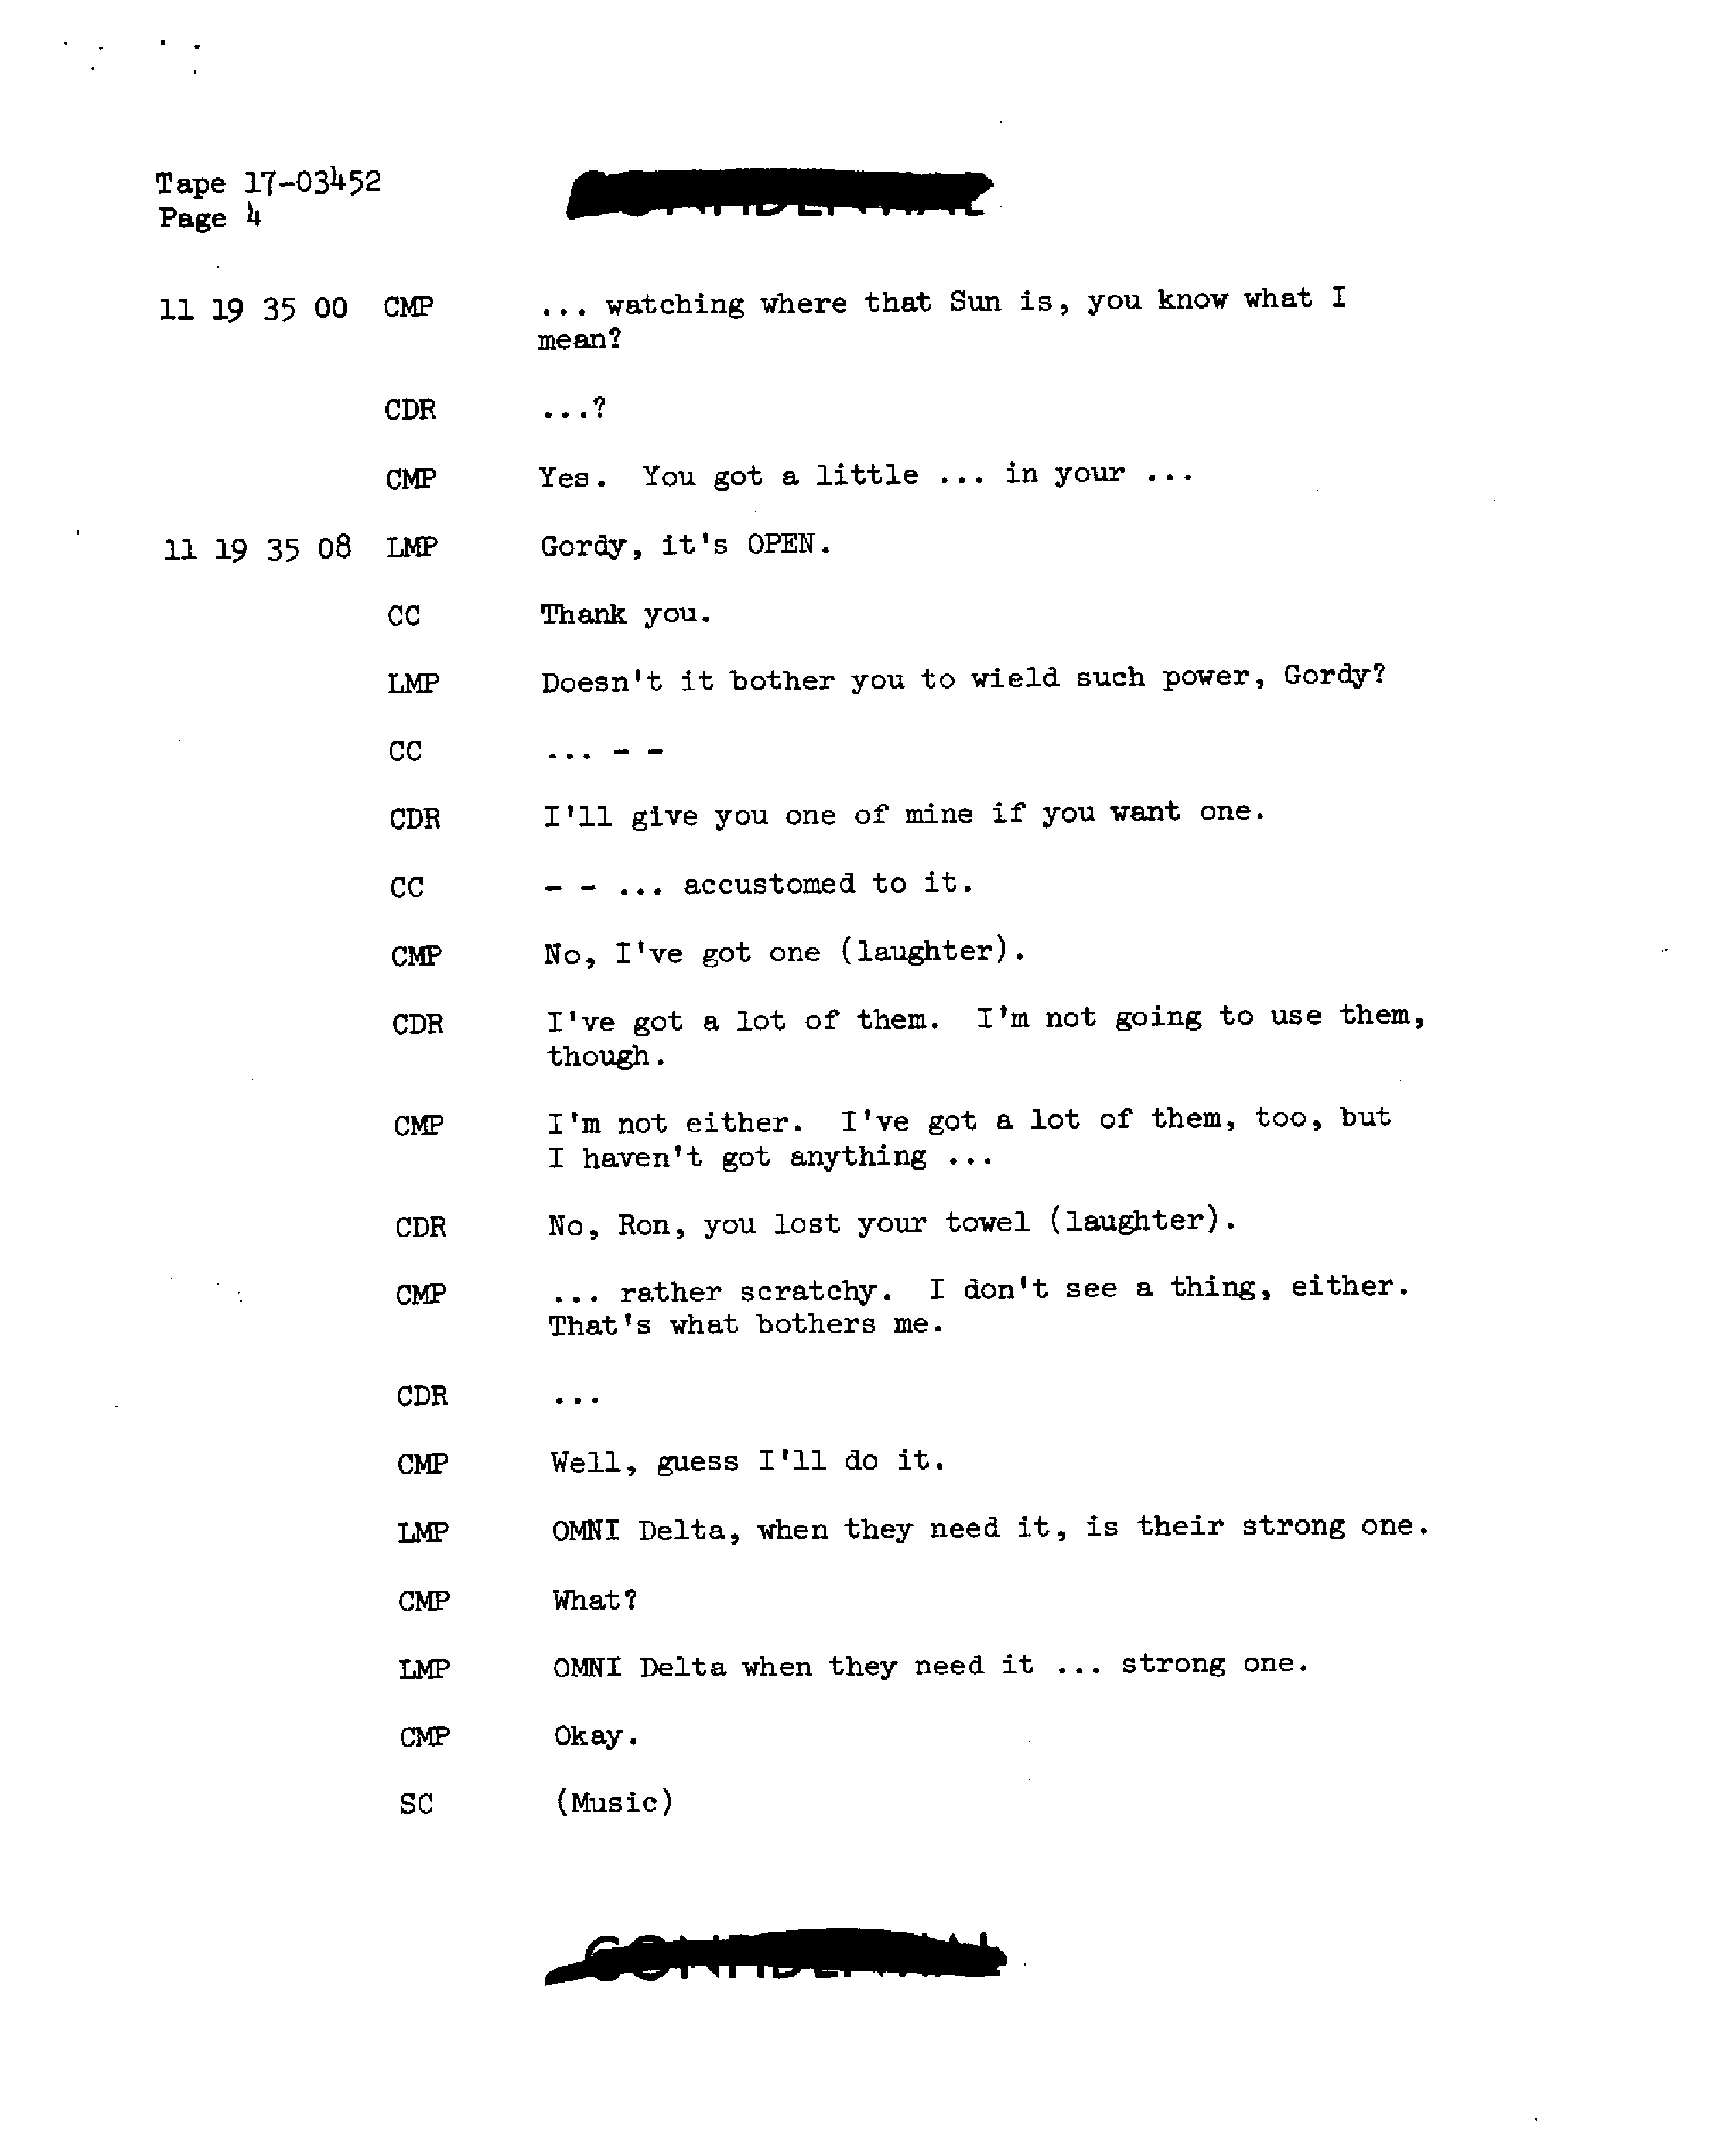 Tape 17-03452
Page 4
CONFIDENTIAL
11 19 35 00 CMP ... watching where that Sun is, you know what I
mean?
CDR ...?
CMP Yes. You got a little ... in your ...
11 19 35 08 LMP Gordy, it's OPEN.
CC Thank you.
LMP Doesn't it bother you to wield such power, Gordy?
CC ... - -
CDR I'll give you one of mine if you want one.
CC - - ... accustomed to it.
CMP No, I've got one (laughter).
CDR I've got a lot of them. I'm not going to use them,
though.
CMP I'm not either. I've got a lot of them, too, but
I haven't got anything ...
CDR No, Ron, you lost your towel (laughter).
CMP ... rather scratchy. I don't see a thing, either.
That's what bothers me.
CDR ...
CMP Well, guess I'll do it.
LMP OMNI Delta, when they need it, is their strong one.
CMP What?
LMP OMNI Delta when they need it ... strong one.
CMP Okay.
SC (Music)
CONFIDENTIAL